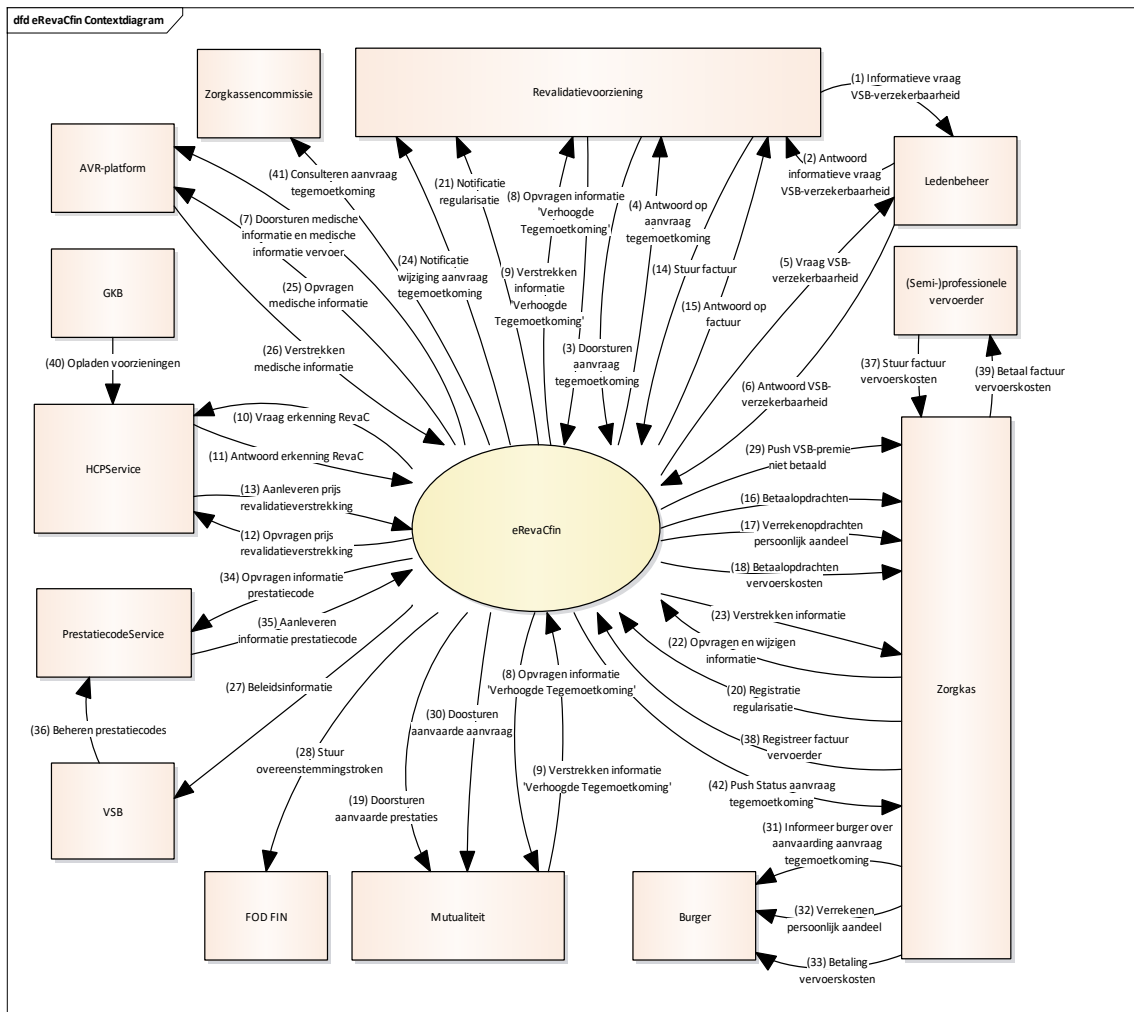 dfd eRevaCfin Contextdiagram
Zorgkassencommissie
Revalidatievoorziening
(1) Informatieve vraag
VSB-verzekerbaarheid
AVR-platform
Ledenbeheer
(2) Antwoord
informatieve vraag
VSB-verzekerbaarheid
(41) Consulteren aanvraag
tegemoetkoming
(21) Notificatie
regularisatie
(8) Opvragen informatie
'Verhoogde
Tegemoetkoming'
(4) Antwoord op
aanvraag
tegemoetkoming
(7) Doorsturen medische
informatie en medische
informatie vervoer
(24) Notificatie
wijziging aanvraag
tegemoetkoming
(9) Verstrekken
informatie
'Verhoogde
Tegemoetkoming'
(14) Stuur factuur
(5) Vraag VSB-
verzekerbaarheid
GKB
(Semi-)professionele
vervoerder
(25) Opvragen
medische informatie
(15) Antwoord op
factuur
(26) Verstrekken
medische informatie
(3) Doorsturen
aanvraag
tegemoetkoming
(40) Opladen voorzieningen
(37) Stuur factuur
vervoerskosten
(39) Betaal factuur
vervoerskosten
(6) Antwoord VSB-
verzekerbaarheid
(10) Vraag erkenning RevaC
HCPService
(11) Antwoord erkenning RevaC
(29) Push VSB-premie
niet betaald
(13) Aanleveren prijs
revalidatieverstrekking
(16) Betaalopdrachten
eRevaCfin
(17) Verrekenopdrachten
persoonlijk aandeel
(12) Opvragen prijs
revalidatieverstrekking
(18) Betaalopdrachten
vervoerskosten
(34) Opvragen informatie
prestatiecode
(23) Verstrekken informatie
PrestatiecodeService
(35) Aanleveren
informatie prestatiecode
(22) Opvragen en wijzigen
informatie
Zorgkas
(27) Beleidsinformatie
(8) Opvragen informatie
'Verhoogde Tegemoetkoming'
(20) Registratie
regularisatie
(36) Beheren prestatiecodes
(30) Doosturen
aanvaarde aanvraag
(38) Registreer factuur
vervoerder
(28) Stuur
overeenstemmingstroken
(9) Verstrekken informatie
'Verhoogde Tegemoetkoming'
(42) Push Status aanvraag
tegemoetkoming
VSB
(19) Doorsturen
aanvaarde prestaties
(31) Informeer burger over
aanvaarding aanvraag
tegemoetkoming
FOD FIN
Mutualiteit
Burger
(32) Verrekenen
persoonlijk aandeel
(33) Betaling
vervoerskosten